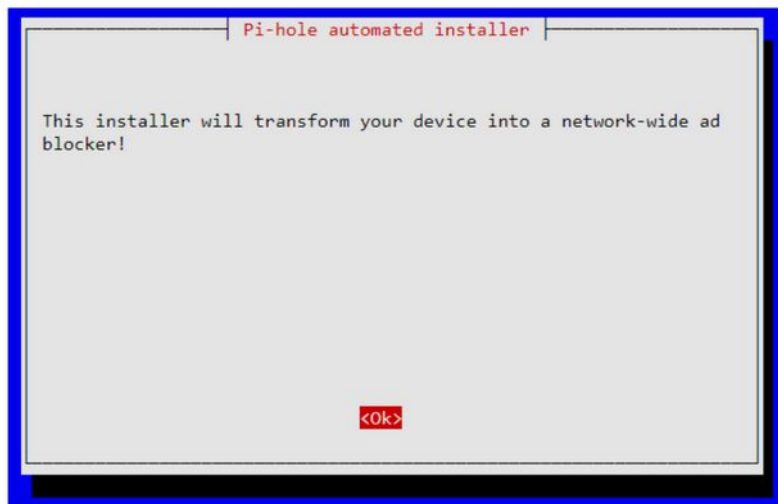 Pi-hole automated installer
This installer will transform your device into a network-wide ad
blocker!
<Ok>